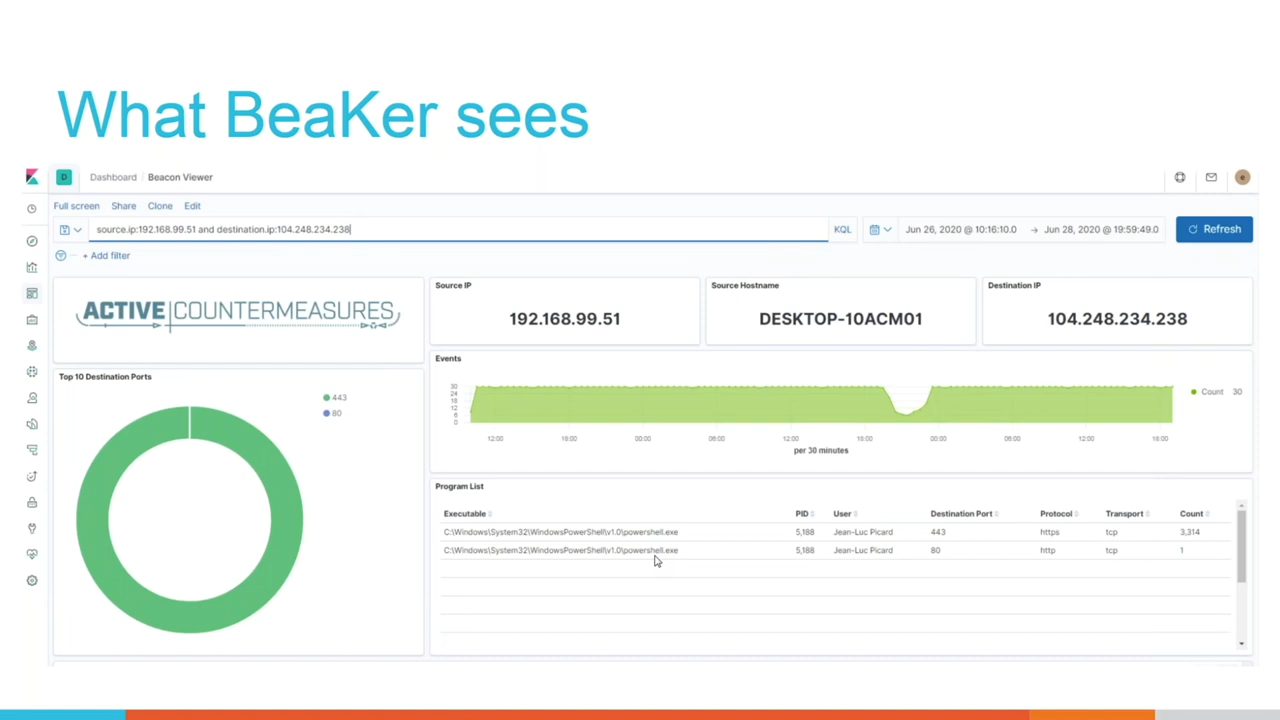 What BeaKer sees
D
Dashboard / Beacon Viewer
e
Full screen Share Clone Edit
source.ip:192.168.99.51 and destination.ip:104.248.234.238
KQL
Jun 26, 2020 @ 10:16:10.0 → Jun 28, 2020 @ 19:59:49.0
Refresh
+ Add filter
ACTIVE COUNTERMEASURES
Source IP
192.168.99.51
Source Hostname
DESKTOP-10ACM01
Destination IP
104.248.234.238
Top 10 Destination Ports
443
80
Events
30
24
18
12
6
0
12:00 18:00 00:00 06:00 12:00 18:00 00:00 06:00 12:00 18:00
per 30 minutes
Count 30
Program List
Executable PID User Destination Port Protocol Transport Count
C:\Windows\System32\WindowsPowerShell\v1.0\powershell.exe 5,188 Jean-Luc Picard 443 https tcp 3,314
C:\Windows\System32\WindowsPowerShell\v1.0\powershell.exe 5,188 Jean-Luc Picard 80 http tcp 1